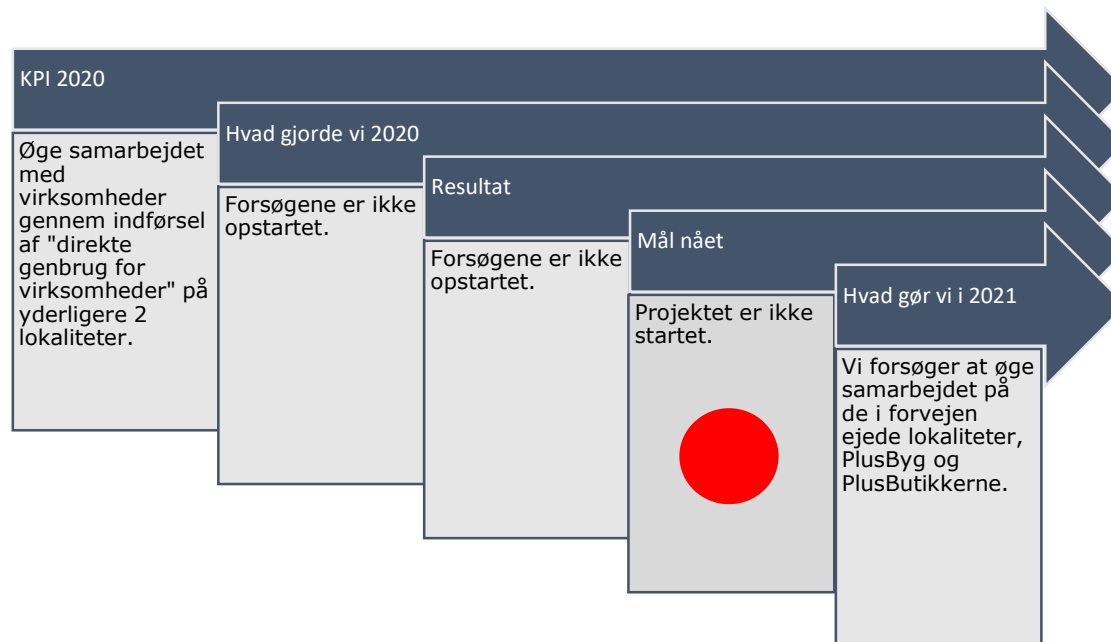 KPI 2020
Øge samarbejdet
med
virksomheder
gennem indførsel
af "direkte
genbrug for
virksomheder" på
yderligere 2
lokaliteter.
Hvad gjorde vi 2020
Forsøgene er ikke
opstartet.
Resultat
Forsøgene er ikke
opstartet.
Mål nået
Projektet er ikke
startet.
Hvad gør vi i 2021
Vi forsøger at øge
samarbejdet på
de i forvejen
ejede lokaliteter,
PlusByg og
PlusButikkerne.